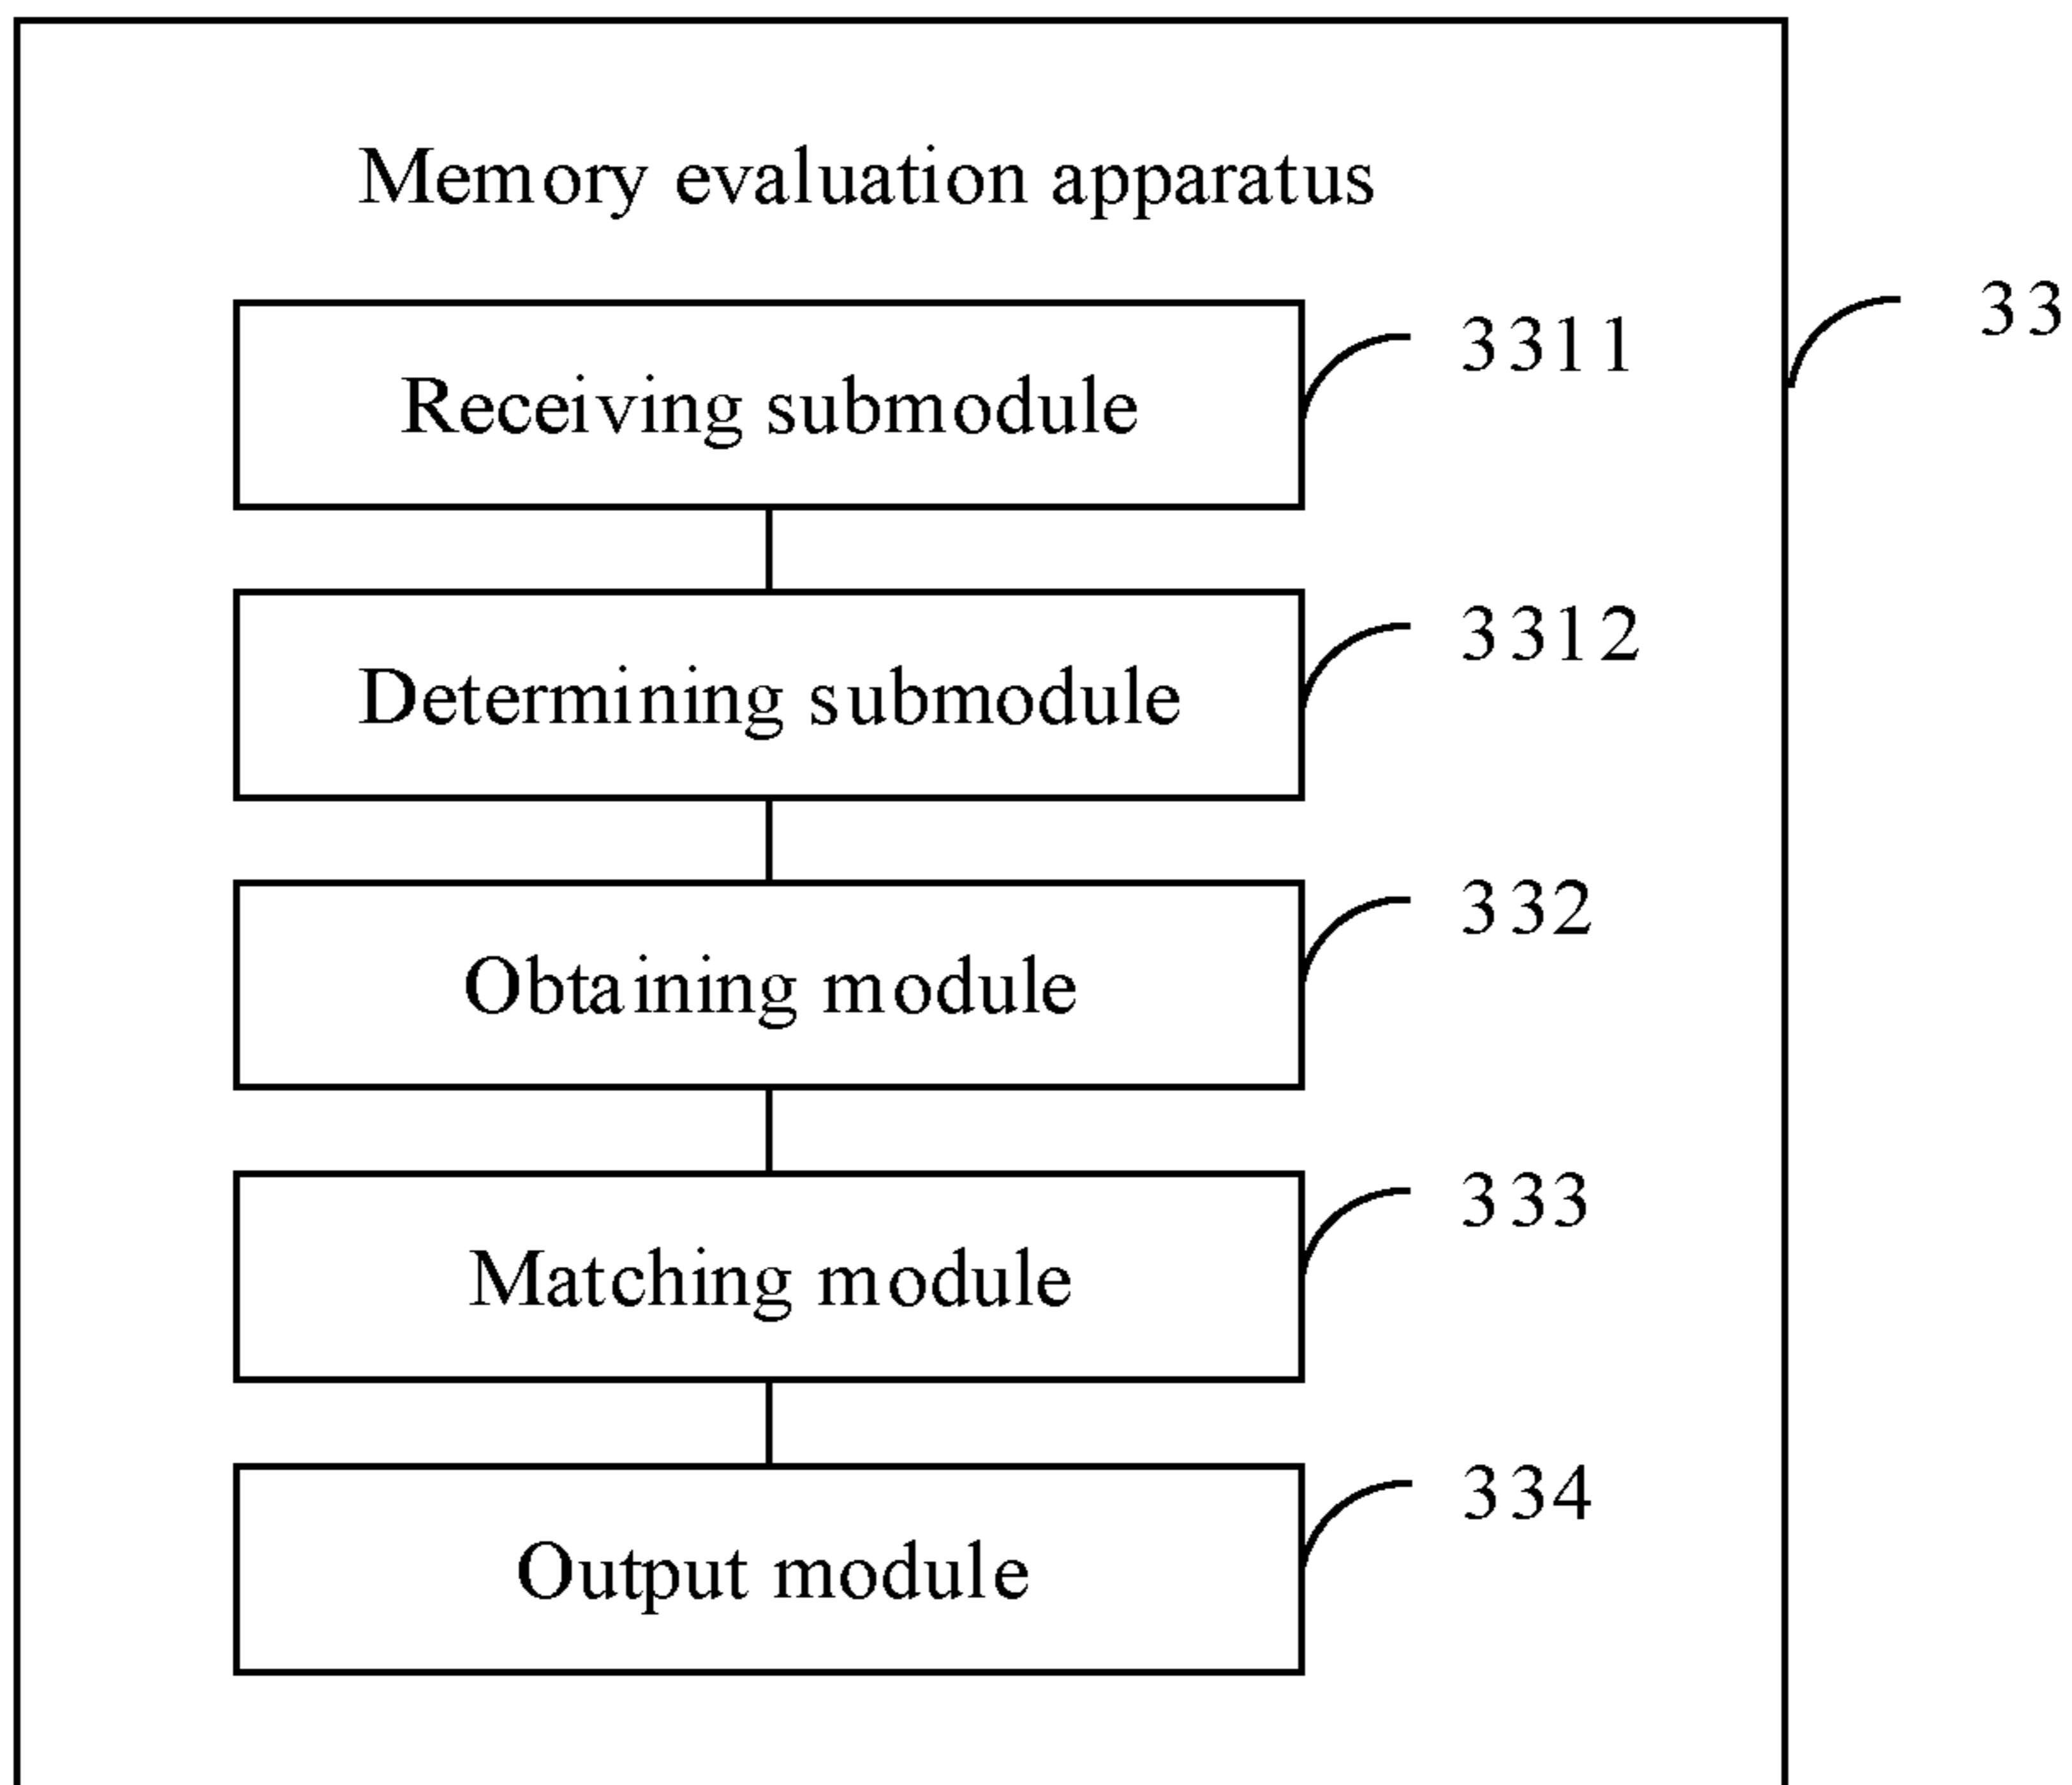 Memory evaluation apparatus
33
Receiving submodule
3311
Determining submodule
3312
Obtaining module
332
Matching module
333
Output module
334